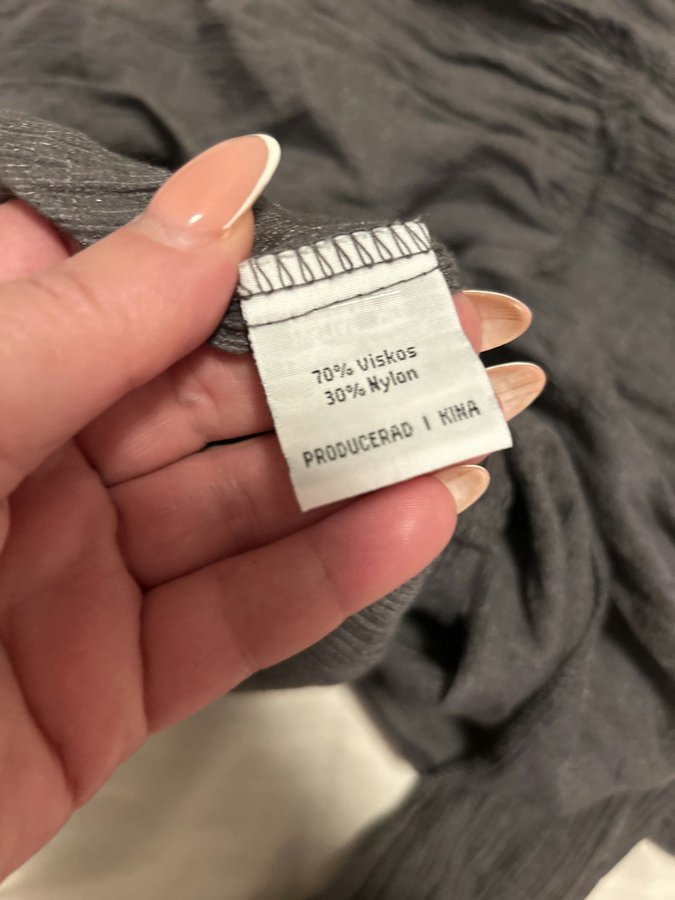 70% Viskos
30% Nylon
PRODUCERAD I KINA